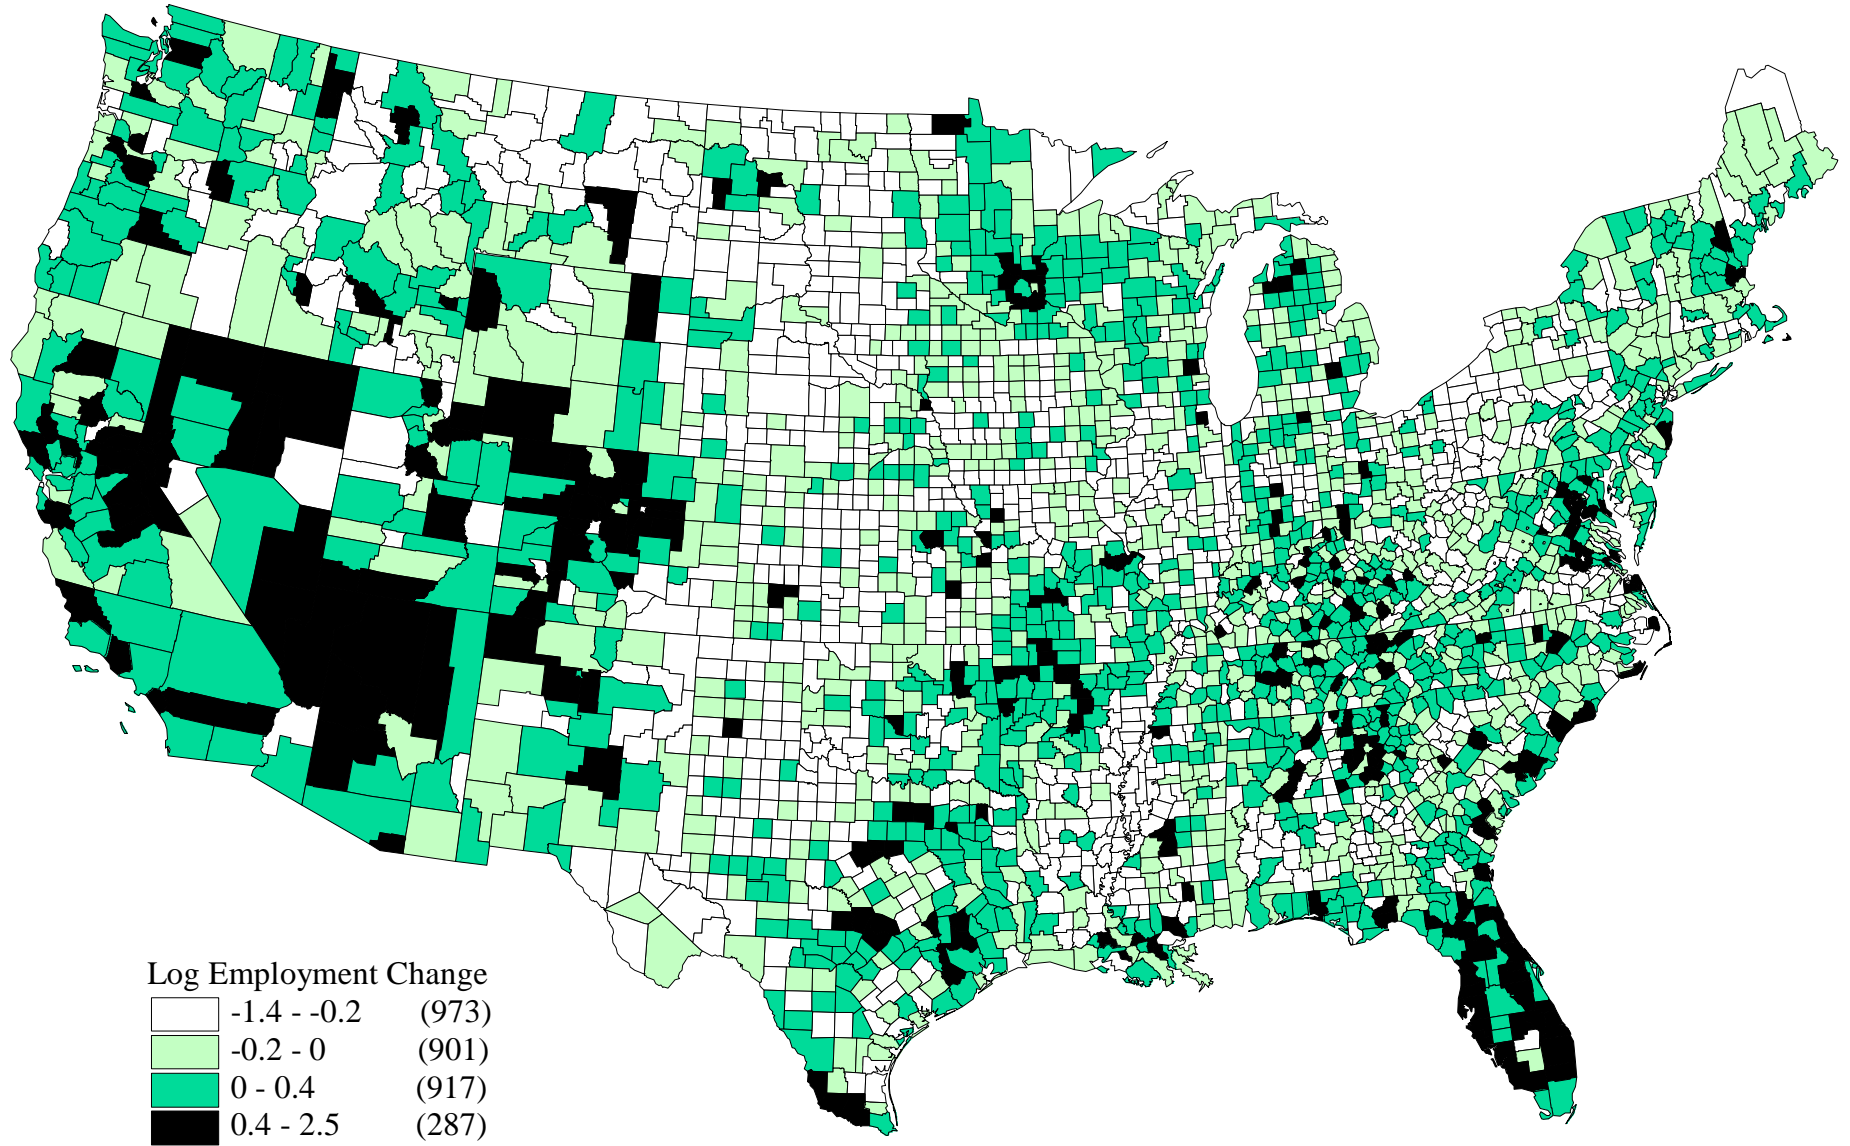 Log Employment Change
-1.4 - -0.2 (973)
-0.2 - 0 (901)
0 - 0.4 (917)
0.4 - 2.5 (287)